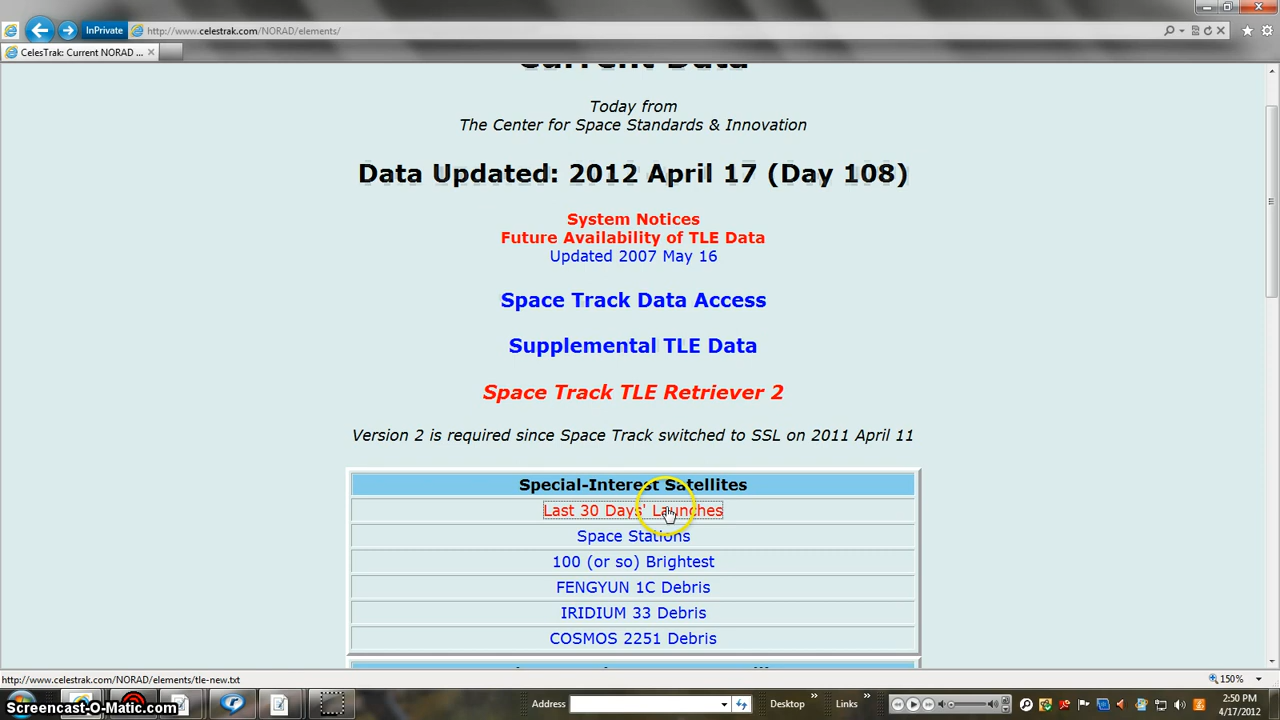 InPrivate
http://www.celestrak.com/NORAD/elements/
CelesTrak: Current NORAD ...
Current Data
Today from
The Center for Space Standards & Innovation
Data Updated: 2012 April 17 (Day 108)
System Notices
Future Availability of TLE Data
Updated 2007 May 16
Space Track Data Access
Supplemental TLE Data
Space Track TLE Retriever 2
Version 2 is required since Space Track switched to SSL on 2011 April 11
Special-Interest Satellites
Last 30 Days' Launches
Space Stations
100 (or so) Brightest
FENGYUN 1C Debris
IRIDIUM 33 Debris
COSMOS 2251 Debris
http://www.celestrak.com/NORAD/elements/tle-new.txt
150%
Screencast-O-Matic.com
Address
Desktop
Links
2:50 PM
4/17/2012